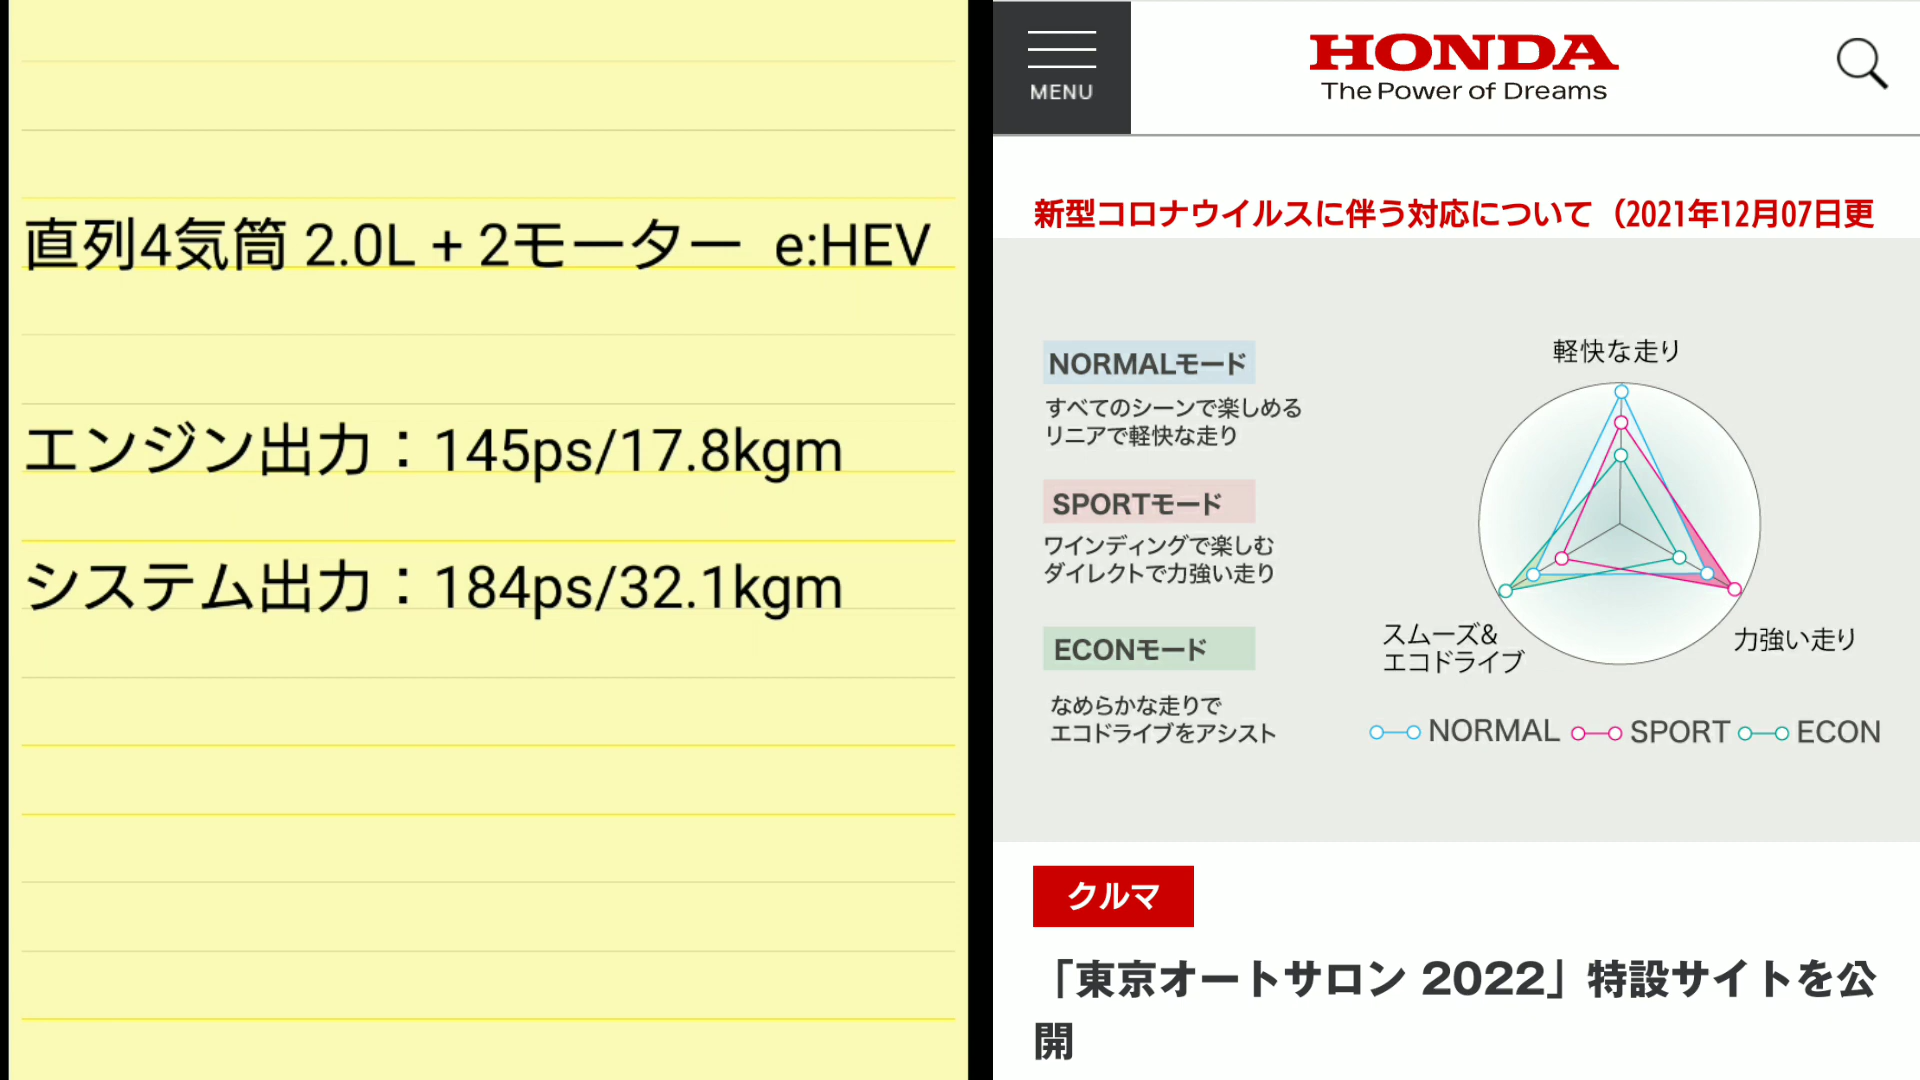 直列4気筒 2.0L + 2モーター e:HEV
エンジン出力：145ps/17.8kgm
システム出力：184ps/32.1kgm
MENU
HONDA
The Power of Dreams
新型コロナウイルスに伴う対応について（2021年12月07日更
NORMALモード
すべてのシーンで楽しめる
リニアで軽快な走り
SPORTモード
ワインディングで楽しむ
ダイレクトで力強い走り
ECONモード
なめらかな走りで
エコドライブをアシスト
軽快な走り
スムーズ&
エコドライブ
力強い走り
NORMAL SPORT ECON
クルマ
「東京オートサロン 2022」特設サイトを公
開